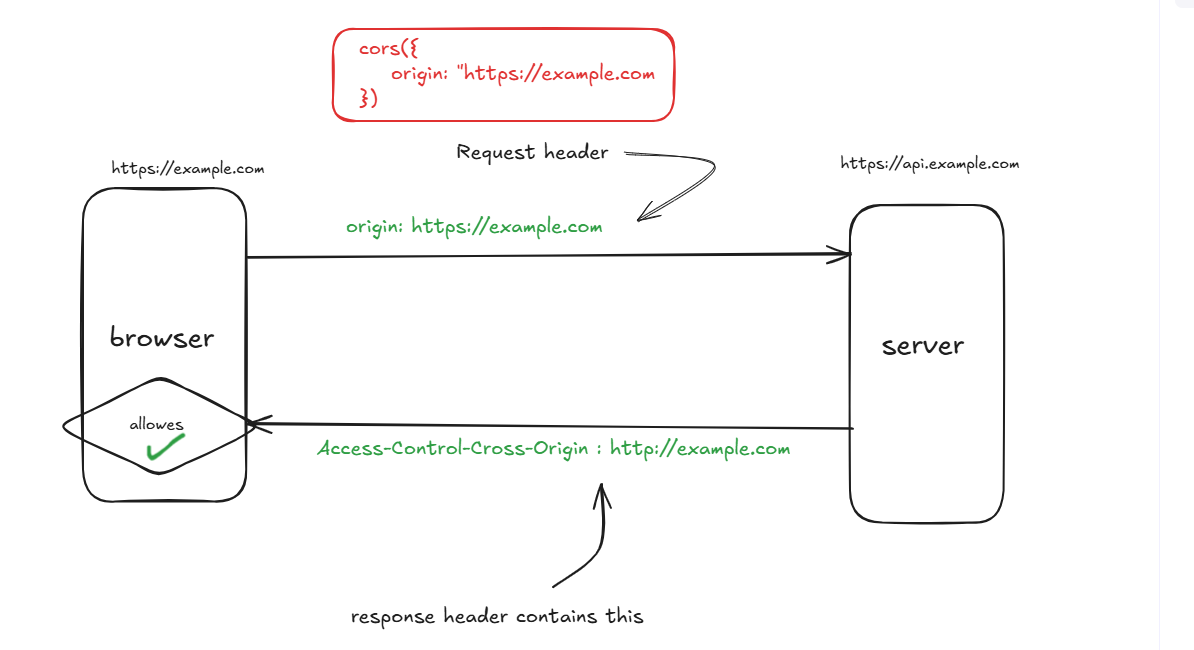 cors({
origin: "https://example.com
})
Request header
https://example.com
https://api.example.com
origin: https://example.com
browser
server
allowes
Access-Control-Cross-Origin : http://example.com
response header contains this